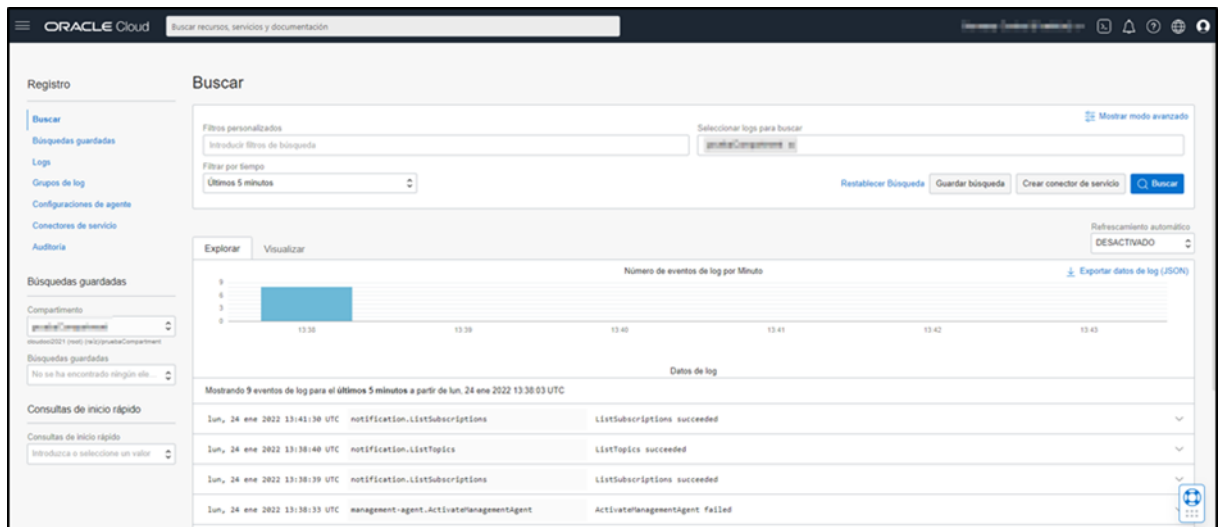 ORACLE Cloud
Buscar recursos, servicios y documentación
Registro
Buscar
Búsquedas guardadas
Logs
Grupos de log
Configuraciones de agente
Conectores de servicio
Auditoría
Búsquedas guardadas
Compartimento
pruebaCompartment
cloudoci2021 (root) (raíz)/pruebaCompartment
Búsquedas guardadas
No se ha encontrado ningún ele...
Consultas de inicio rápido
Consultas de inicio rápido
Introduzca o seleccione un valor
Buscar
Mostrar modo avanzado
Filtros personalizados
Introducir filtros de búsqueda
Seleccionar logs para buscar
pruebaCompartment
Filtrar por tiempo
Últimos 5 minutos
Restablecer Búsqueda
Guardar búsqueda
Crear conector de servicio
Buscar
Refrescamiento automático
DESACTIVADO
Explorar
Visualizar
Número de eventos de log por Minuto
Exportar datos de log (JSON)
9
6
3
0
13:38 13:39 13:40 13:41 13:42 13:43
Datos de log
Mostrando 9 eventos de log para el últimos 5 minutos a partir de lun, 24 ene 2022 13:38:03 UTC
lun, 24 ene 2022 13:41:30 UTC notification.ListSubscriptions ListSubscriptions succeeded
lun, 24 ene 2022 13:38:40 UTC notification.ListTopics ListTopics succeeded
lun, 24 ene 2022 13:38:39 UTC notification.ListSubscriptions ListSubscriptions succeeded
lun, 24 ene 2022 13:38:33 UTC management-agent.ActivateManagementAgent ActivateManagementAgent failed